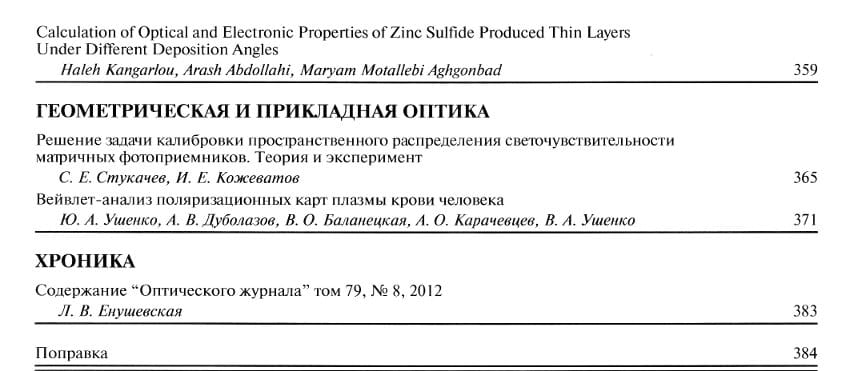 Calculation of Optical and Electronic Properties of Zinc Sulfide Produced Thin Layers
Under Different Deposition Angles
Haleh Kangarlou, Arash Abdollahi, Maryam Motallebi Aghgonbad 359
ГЕОМЕТРИЧЕСКАЯ И ПРИКЛАДНАЯ ОПТИКА
Решение задачи калибровки пространственного распределения светочувствительности
матричных фотоприемников. Теория и эксперимент
С. Е. Стукачев, И. Е. Кожеватов 365
Вейвлет-анализ поляризационных карт плазмы крови человека
Ю. А. Ушенко, А. В. Дуболазов, В. О. Баланецкая, А. О. Карачевцев, В. А. Ушенко 371
ХРОНИКА
Содержание “Оптического журнала” том 79, № 8, 2012
Л. В. Енушевская 383
Поправка 384